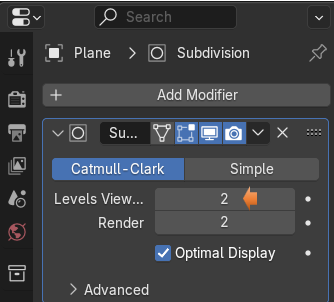 Search
Plane > Subdivision
+ Add Modifier
Su...
Catmull-Clark Simple
Levels View... 2
Render 2
Optimal Display
> Advanced